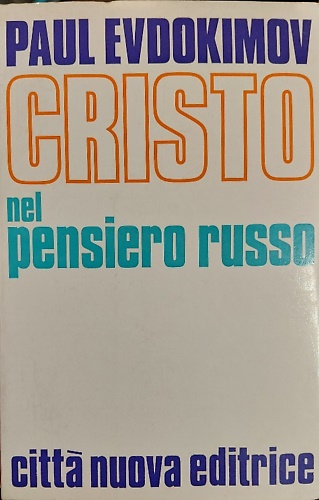 PAUL EVDOKIMOV
CRISTO
nel
pensiero russo
città nuova editrice